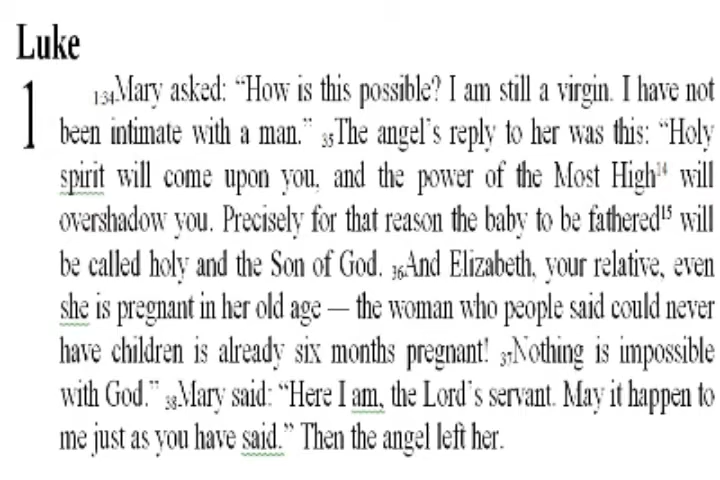 Luke
1 1:34Mary asked: “How is this possible? I am still a virgin. I have not
been intimate with a man.” 35The angel’s reply to her was this: “Holy
spirit will come upon you, and the power of the Most High14 will
overshadow you. Precisely for that reason the baby to be fathered15 will
be called holy and the Son of God. 36And Elizabeth, your relative, even
she is pregnant in her old age — the woman who people said could never
have children is already six months pregnant! 37Nothing is impossible
with God.” 38Mary said: “Here I am, the Lord’s servant. May it happen to
me just as you have said.” Then the angel left her.